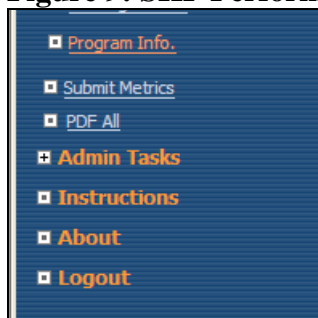 Program Info.
Submit Metrics
PDF All
Admin Tasks
Instructions
About
Logout